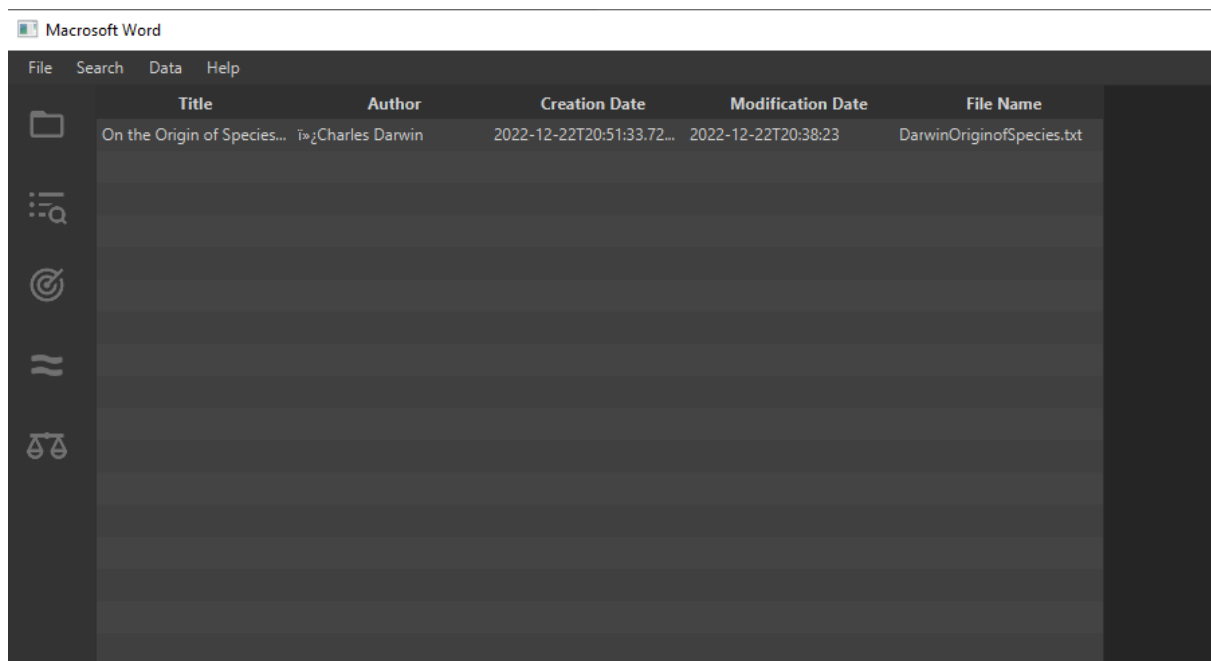 Macrosoft Word
File Search Data Help
Title Author Creation Date Modification Date File Name
On the Origin of Species... ï»¿Charles Darwin 2022-12-22T20:51:33.72... 2022-12-22T20:38:23 DarwinOriginofSpecies.txt